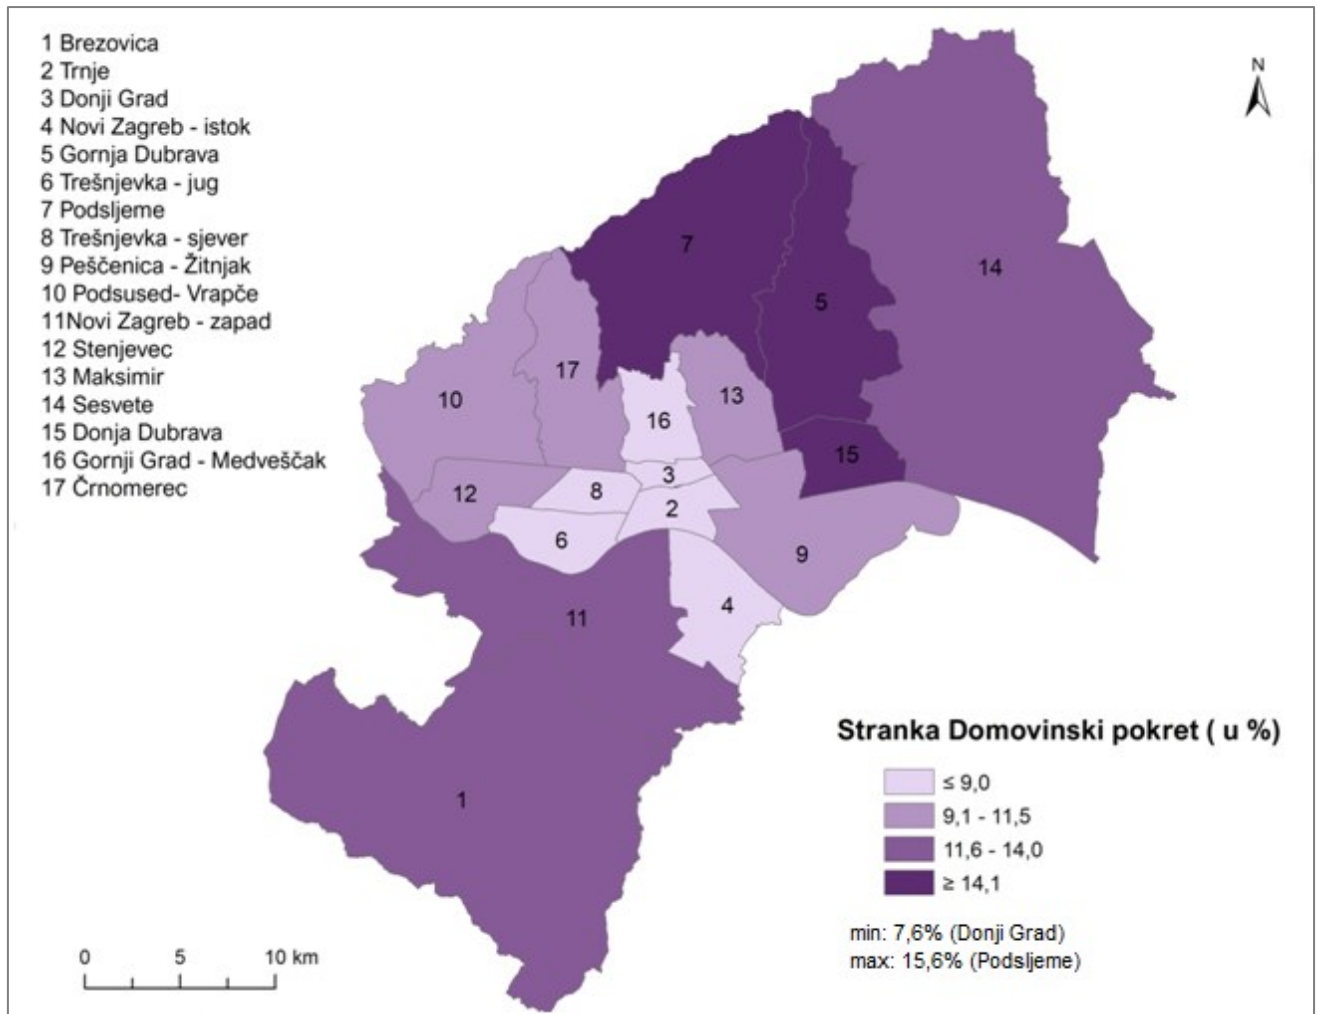 1 Brezovica
2 Trnje
3 Donji Grad
4 Novi Zagreb - istok
5 Gornja Dubrava
6 Trešnjevka - jug
7 Podsljeme
8 Trešnjevka - sjever
9 Peščenica - Žitnjak
10 Podsused- Vrapče
11Novi Zagreb - zapad
12 Stenjevec
13 Maksimir
14 Sesvete
15 Donja Dubrava
16 Gornji Grad - Medveščak
17 Črnomerec
N
7
14
5
17
13
10
16
15
3
12
8
2
6
9
4
11
1
Stranka Domovinski pokret ( u %)
≤ 9,0
9,1 - 11,5
11,6 - 14,0
≥ 14,1
min: 7,6% (Donji Grad)
max: 15,6% (Podsljeme)
0 5 10 km